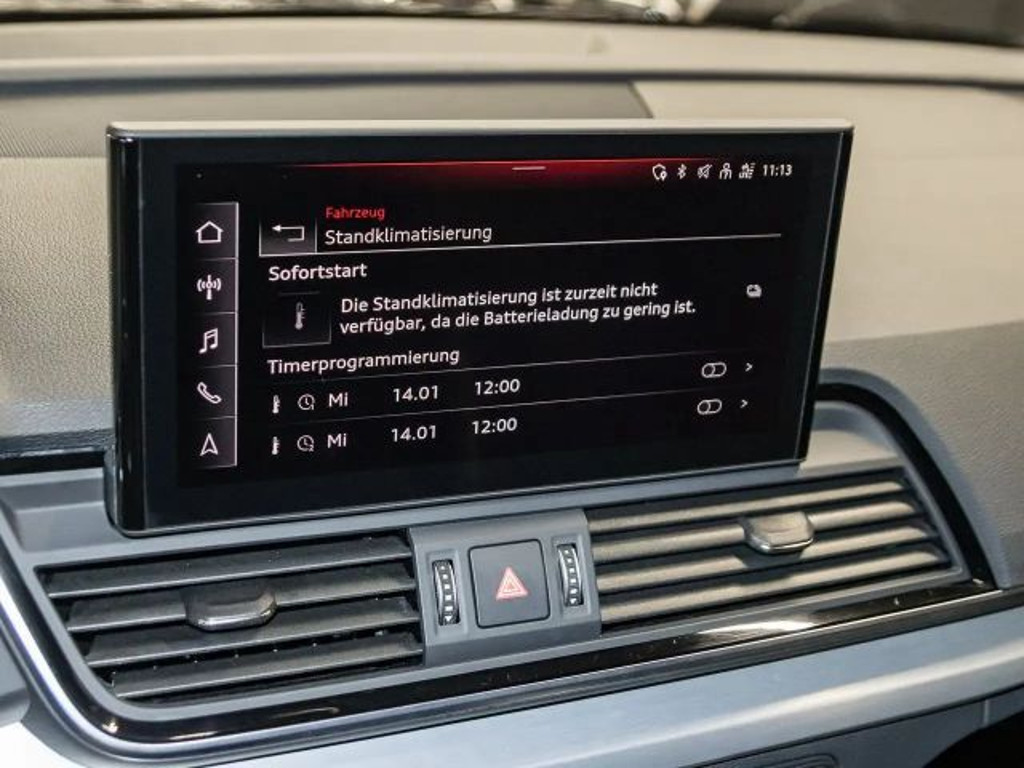 11:13
Fahrzeug
Standklimatisierung
Sofortstart
Die Standklimatisierung ist zurzeit nicht
verfügbar, da die Batterieladung zu gering ist.
Timerprogrammierung
Mi 14.01 12:00
Mi 14.01 12:00